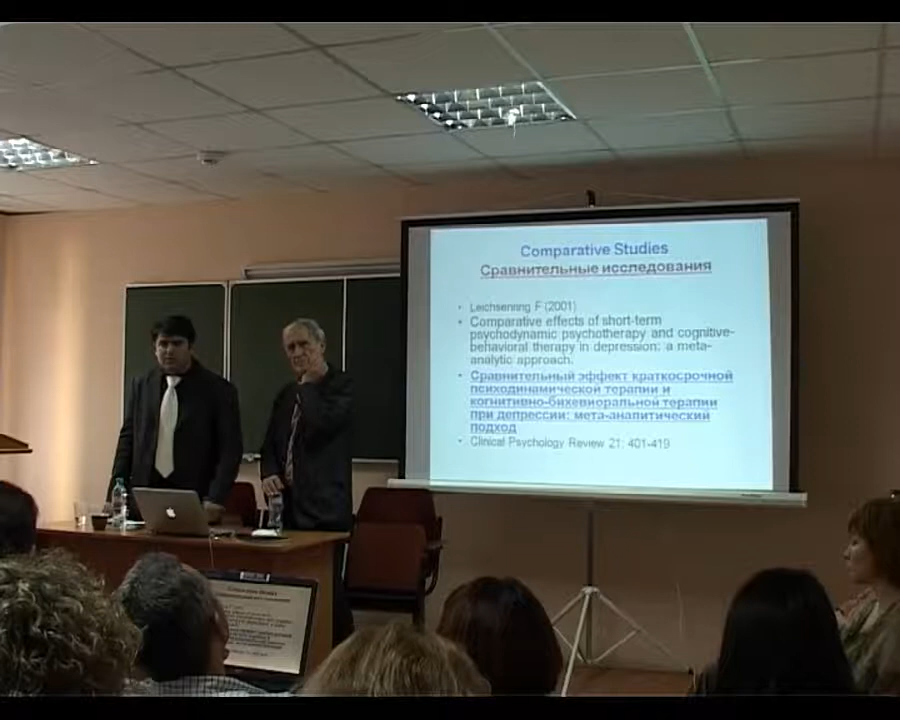 Comparative Studies
Сравнительные исследования
• Leichsenring F (2001)
• Comparative effects of short-term
psychodynamic psychotherapy and cognitive-
behavioral therapy in depression: a meta-
analytic approach.
• Сравнительный эффект краткосрочной
психодинамической терапии и
когнитивно-бихевиоральной терапии
при депрессии: мета-аналитический
подход
• Clinical Psychology Review 21: 401-419